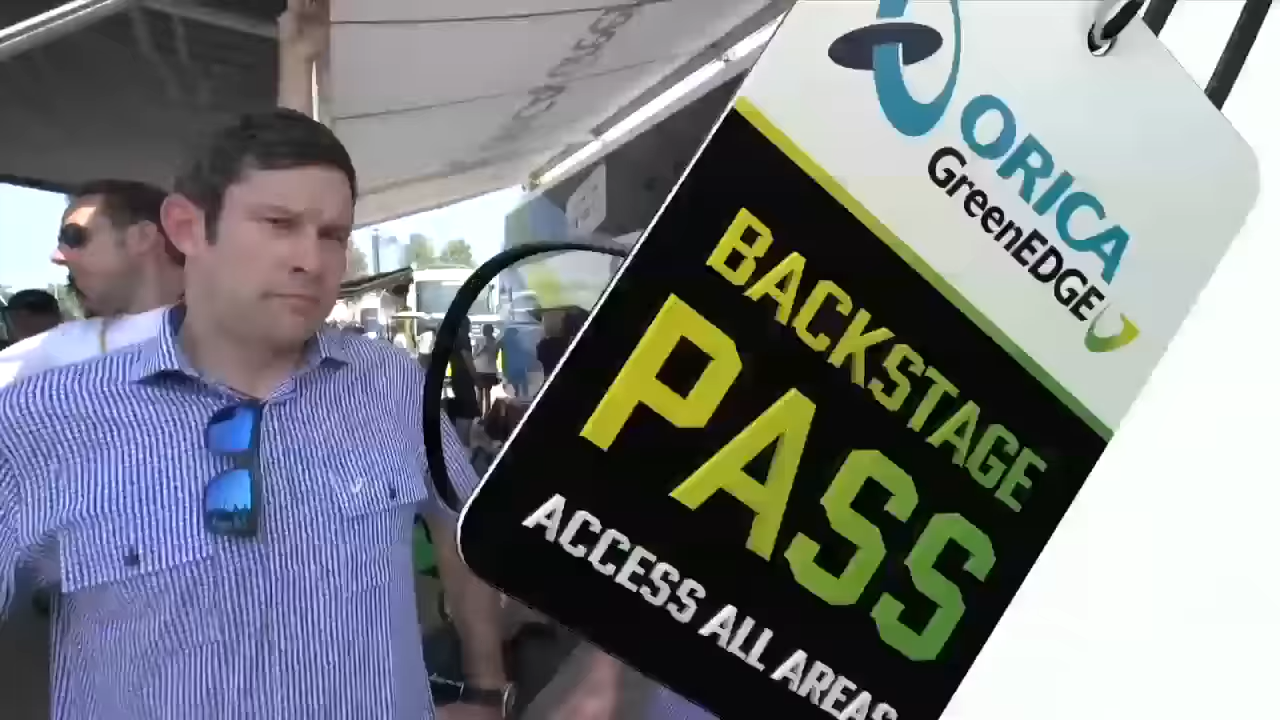 ORICA
GreenEDGE
BACKSTAGE
PASS
ACCESS ALL AREAS